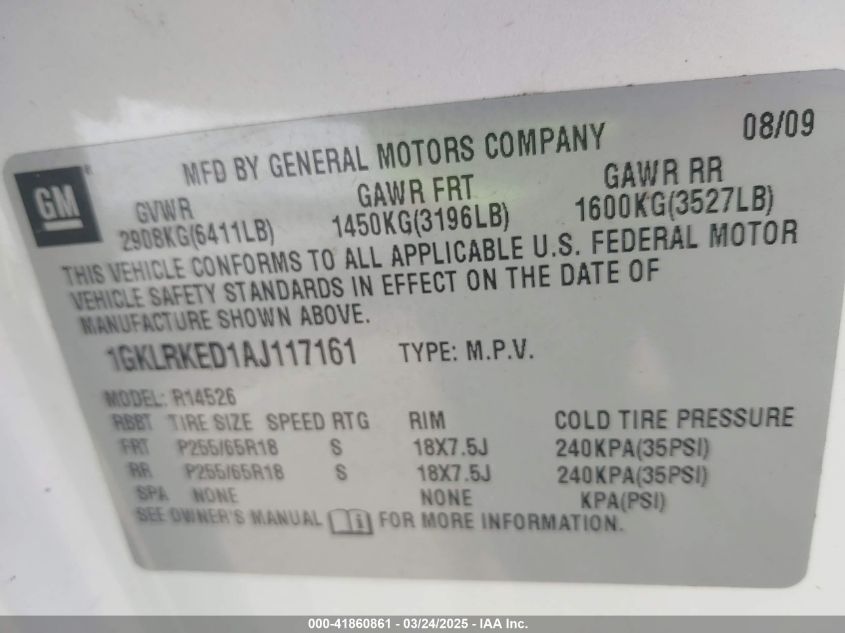 08/09
MFD BY GENERAL MOTORS COMPANY
GM
GVWR GAWR FRT GAWR RR
2908KG(6411LB) 1450KG(3196LB) 1600KG(3527LB)
THIS VEHICLE CONFORMS TO ALL APPLICABLE U.S. FEDERAL MOTOR
VEHICLE SAFETY STANDARDS IN EFFECT ON THE DATE OF
MANUFACTURE SHOWN ABOVE.
1GKLRKED1AJ117161 TYPE: M.P.V.
MODEL: R14526
RBBT TIRE SIZE SPEED RTG RIM COLD TIRE PRESSURE
FRT P255/65R18 S 18X7.5J 240KPA(35PSI)
RR P255/65R18 S 18X7.5J 240KPA(35PSI)
SPA NONE NONE KPA(PSI)
SEE OWNER'S MANUAL FOR MORE INFORMATION.
000-41860861 - 03/24/2025 - IAA Inc.